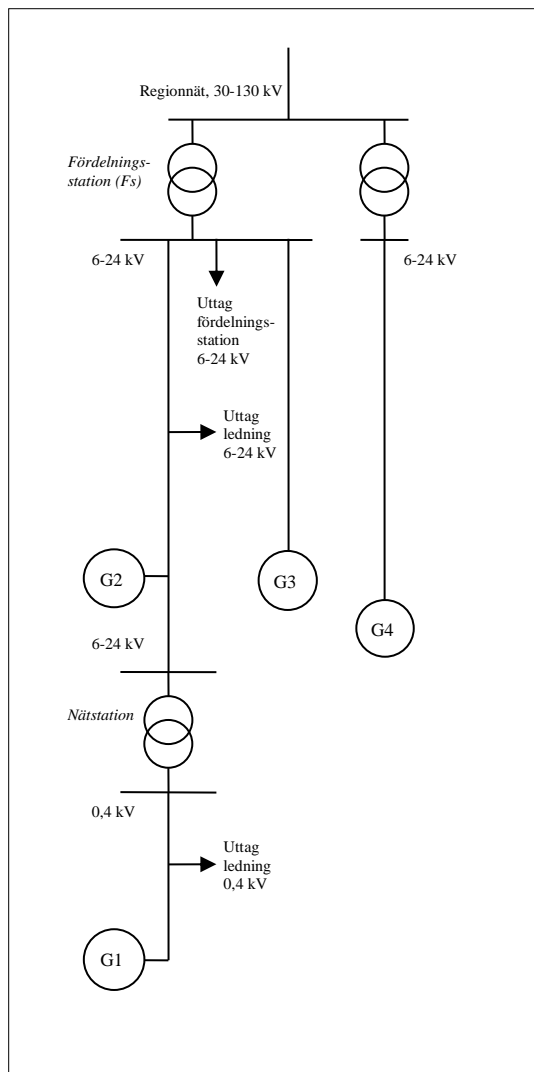 Regionnät, 30-130 kV
Fördelnings-
station (Fs)
6-24 kV
6-24 kV
Uttag
fördelnings-
station
6-24 kV
Uttag
ledning
6-24 kV
G2
G3
G4
6-24 kV
Nätstation
0,4 kV
Uttag
ledning
0,4 kV
G1